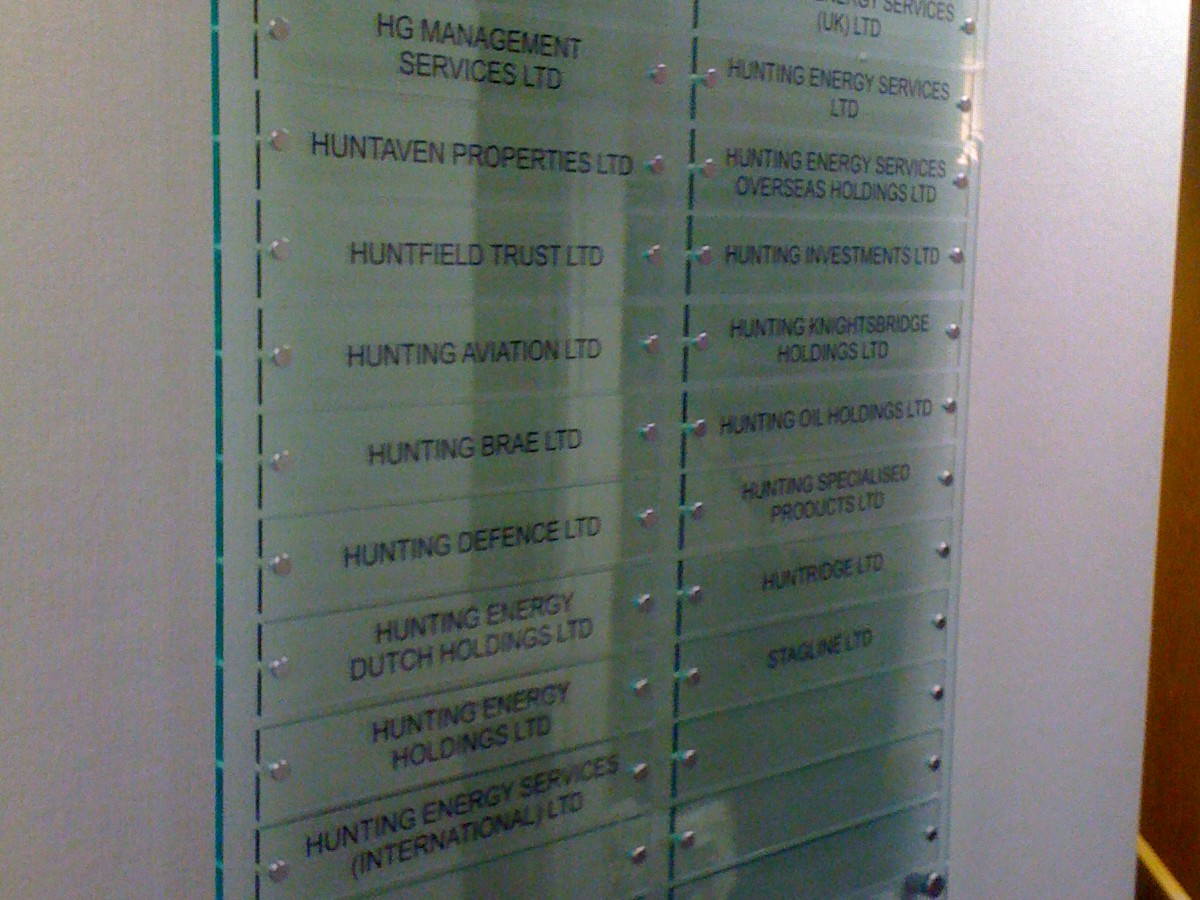 HG MANAGEMENT
SERVICES LTD
HUNTAVEN PROPERTIES LTD
HUNTFIELD TRUST LTD
HUNTING AVIATION LTD
HUNTING BRAE LTD
HUNTING DEFENCE LTD
HUNTING ENERGY
DUTCH HOLDINGS LTD
HUNTING ENERGY
HOLDINGS LTD
HUNTING ENERGY SERVICES
(INTERNATIONAL) LTD
SERVICES
(UK) LTD
HUNTING ENERGY SERVICES
LTD
HUNTING ENERGY SERVICES
OVERSEAS HOLDINGS LTD
HUNTING INVESTMENTS LTD
HUNTING KNIGHTSBRIDGE
HOLDINGS LTD
HUNTING OIL HOLDINGS LTD
HUNTING SPECIALISED
PRODUCTS LTD
HUNTRIDGE LTD
STAGLINE LTD